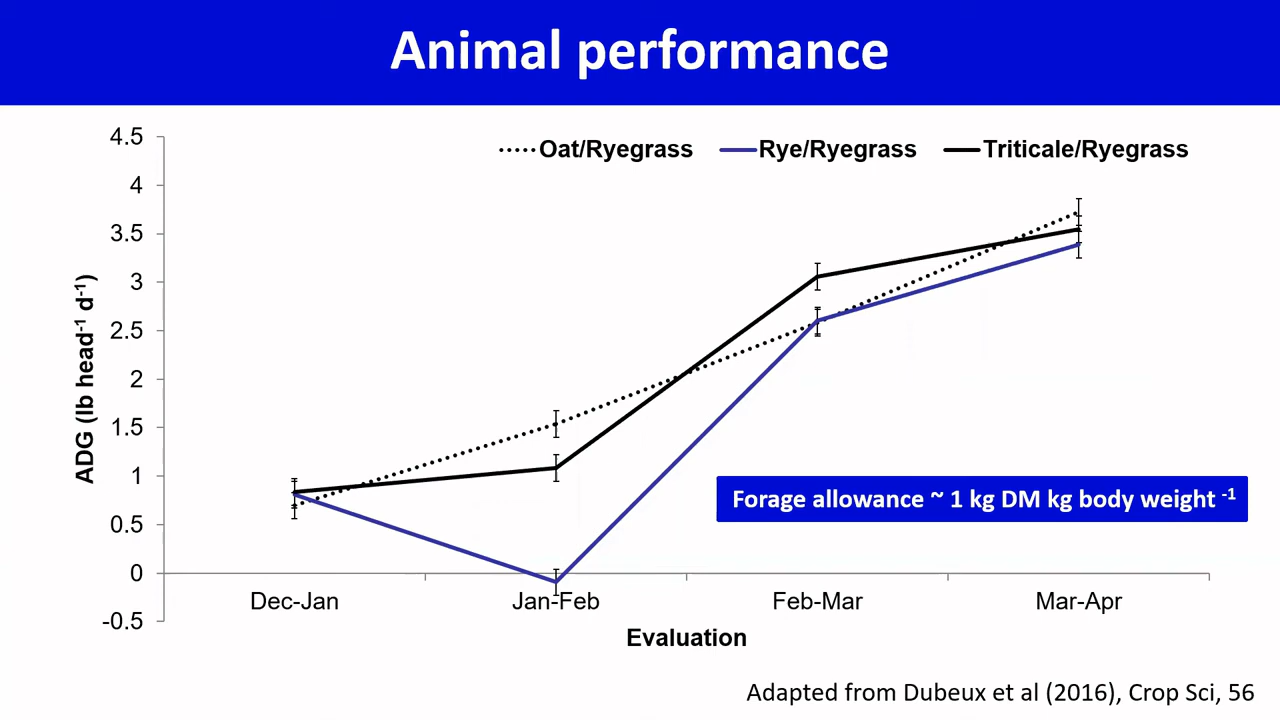 Animal performance
Oat/Ryegrass Rye/Ryegrass Triticale/Ryegrass
4.5
4
3.5
3
2.5
2
1.5
1
0.5
0
-0.5
ADG (lb head⁻¹ d⁻¹)
Forage allowance ~ 1 kg DM kg body weight ⁻¹
Dec-Jan Jan-Feb Feb-Mar Mar-Apr
Evaluation
Adapted from Dubeux et al (2016), Crop Sci, 56